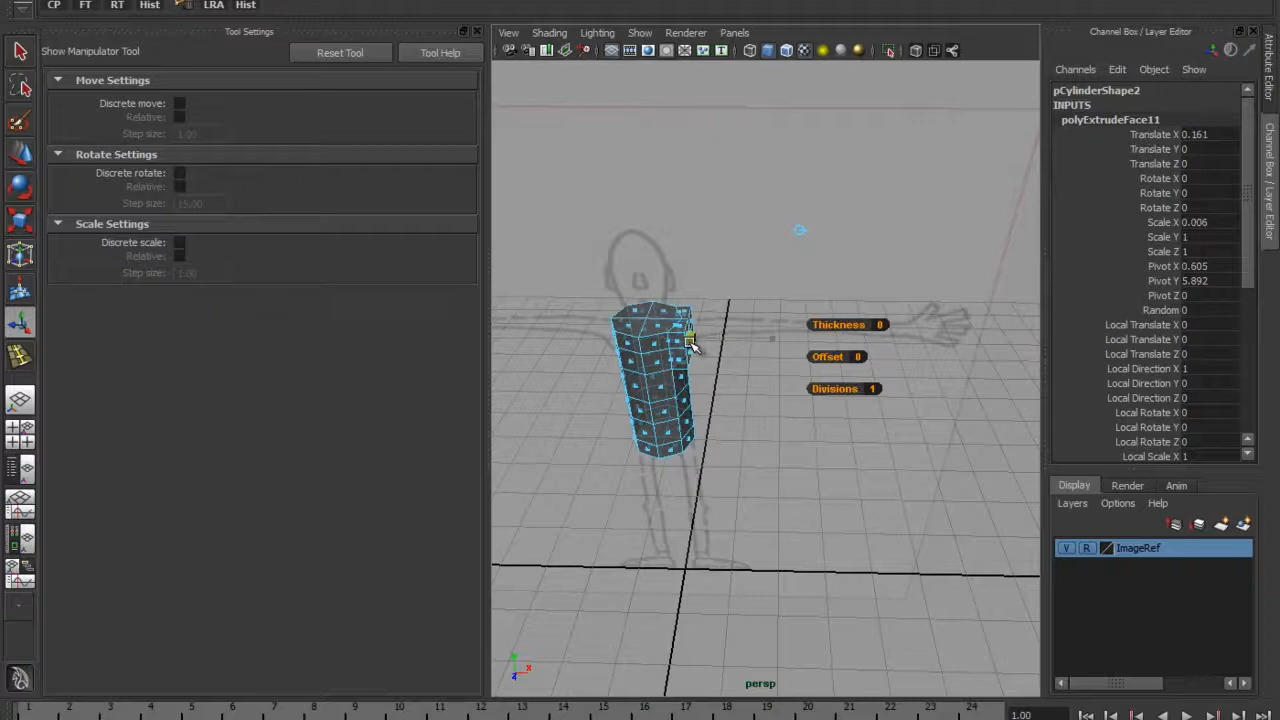 CP FT RT Hist LRA Hist
Tool Settings
Show Manipulator Tool
Reset Tool
Tool Help
Move Settings
Discrete move:
Relative:
Step size: 1.00
Rotate Settings
Discrete rotate:
Relative:
Step size: 15.00
Scale Settings
Discrete scale:
Relative:
Step size: 1.00
View Shading Lighting Show Renderer Panels
Thickness 0
Offset 0
Divisions 1
persp
Channel Box / Layer Editor
Channels Edit Object Show
pCylinderShape2
INPUTS
polyExtrudeFace11
Translate X 0.161
Translate Y 0
Translate Z 0
Rotate X 0
Rotate Y 0
Rotate Z 0
Scale X 0.006
Scale Y 1
Scale Z 1
Pivot X 0.605
Pivot Y 5.892
Pivot Z 0
Random 0
Local Translate X 0
Local Translate Y 0
Local Translate Z 0
Local Direction X 1
Local Direction Y 0
Local Direction Z 0
Local Rotate X 0
Local Rotate Y 0
Local Rotate Z 0
Local Scale X 1
Display Render Anim
Layers Options Help
V R ImageRef
Attribute Editor
Channel Box / Layer Editor
1 2 3 4 5 6 7 8 9 10 11 12 13 14 15 16 17 18 19 20 21 22 23 24
1.00